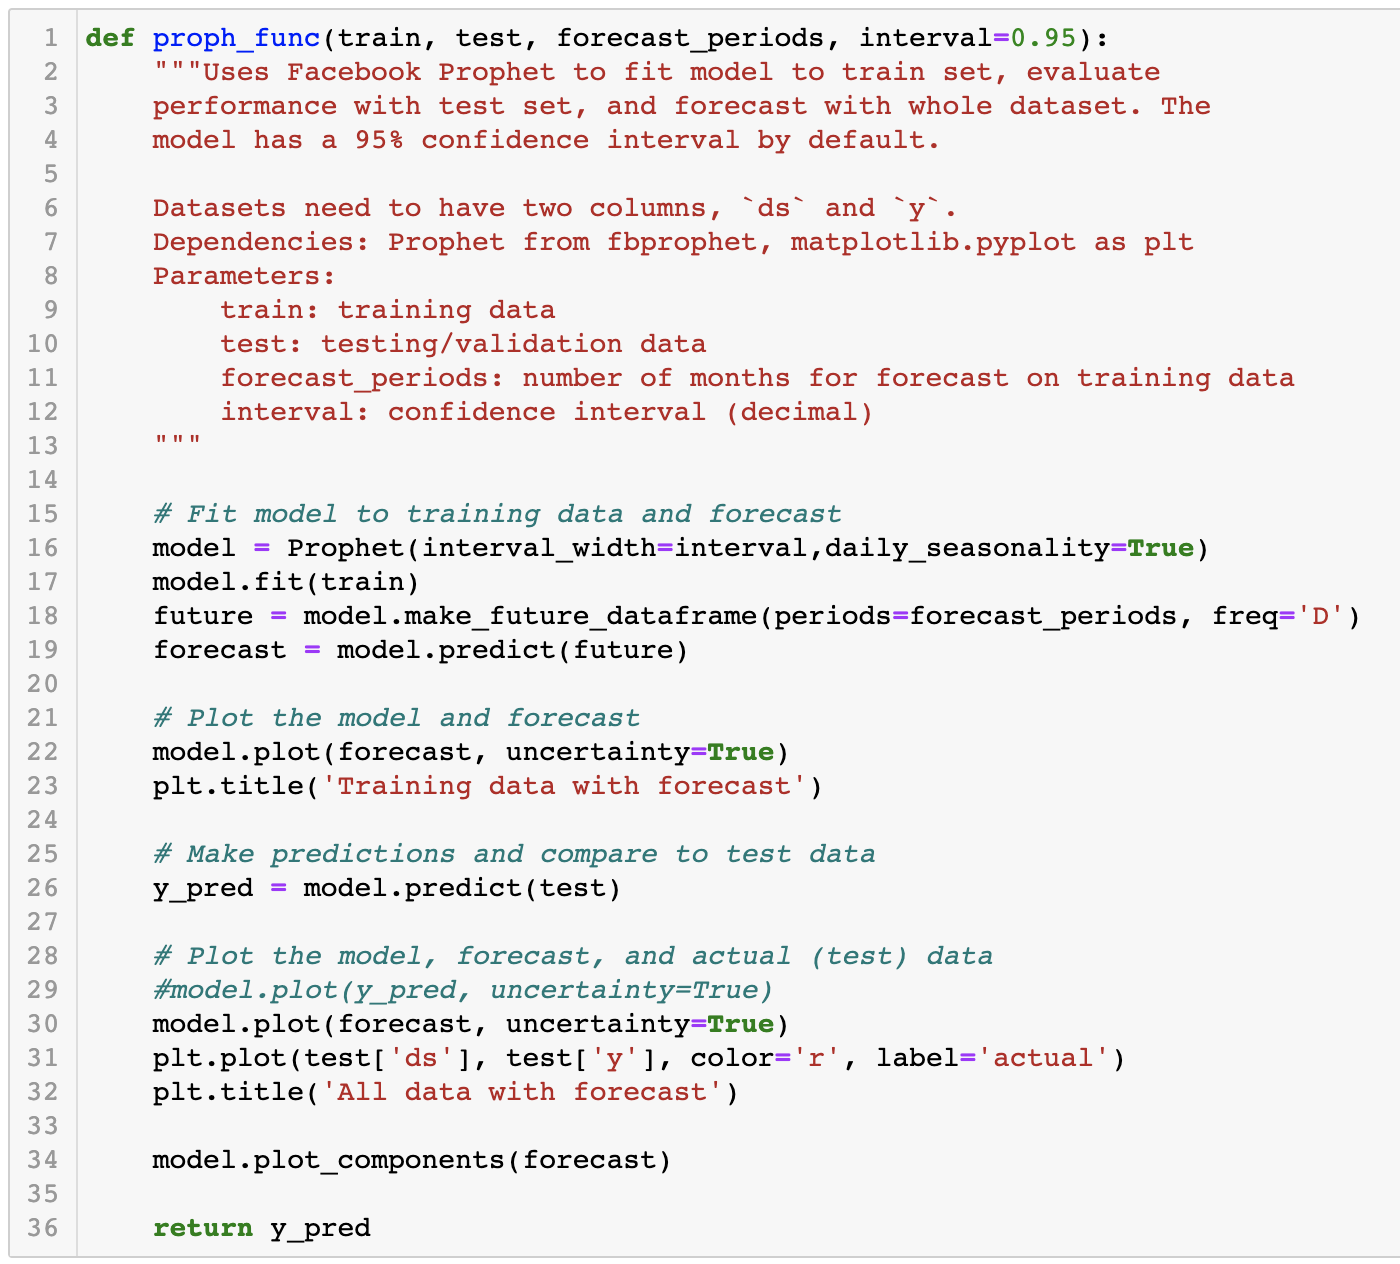 1 def proph_func(train, test, forecast_periods, interval=0.95):
2     """Uses Facebook Prophet to fit model to train set, evaluate
3     performance with test set, and forecast with whole dataset. The
4     model has a 95% confidence interval by default.
5
6     Datasets need to have two columns, `ds` and `y`.
7     Dependencies: Prophet from fbprophet, matplotlib.pyplot as plt
8     Parameters:
9         train: training data
10         test: testing/validation data
11         forecast_periods: number of months for forecast on training data
12         interval: confidence interval (decimal)
13     """
14
15     # Fit model to training data and forecast
16     model = Prophet(interval_width=interval,daily_seasonality=True)
17     model.fit(train)
18     future = model.make_future_dataframe(periods=forecast_periods, freq='D')
19     forecast = model.predict(future)
20
21     # Plot the model and forecast
22     model.plot(forecast, uncertainty=True)
23     plt.title('Training data with forecast')
24
25     # Make predictions and compare to test data
26     y_pred = model.predict(test)
27
28     # Plot the model, forecast, and actual (test) data
29     #model.plot(y_pred, uncertainty=True)
30     model.plot(forecast, uncertainty=True)
31     plt.plot(test['ds'], test['y'], color='r', label='actual')
32     plt.title('All data with forecast')
33
34     model.plot_components(forecast)
35
36     return y_pred